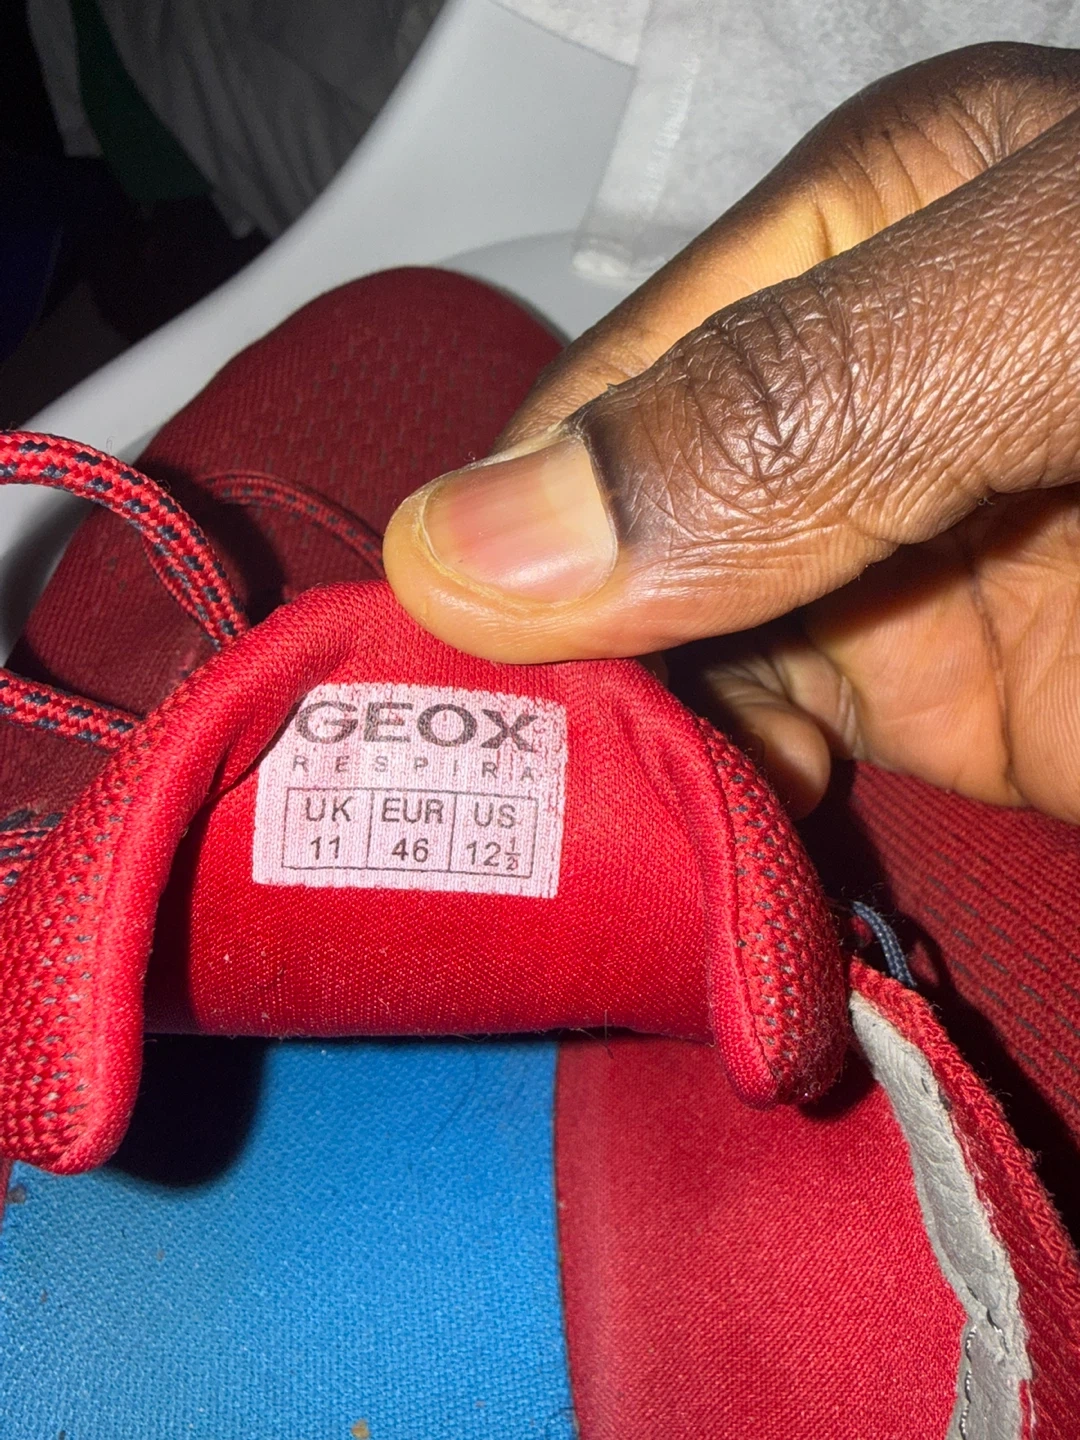 GEOX
RESPIRA
UK EUR US
11 46 12½